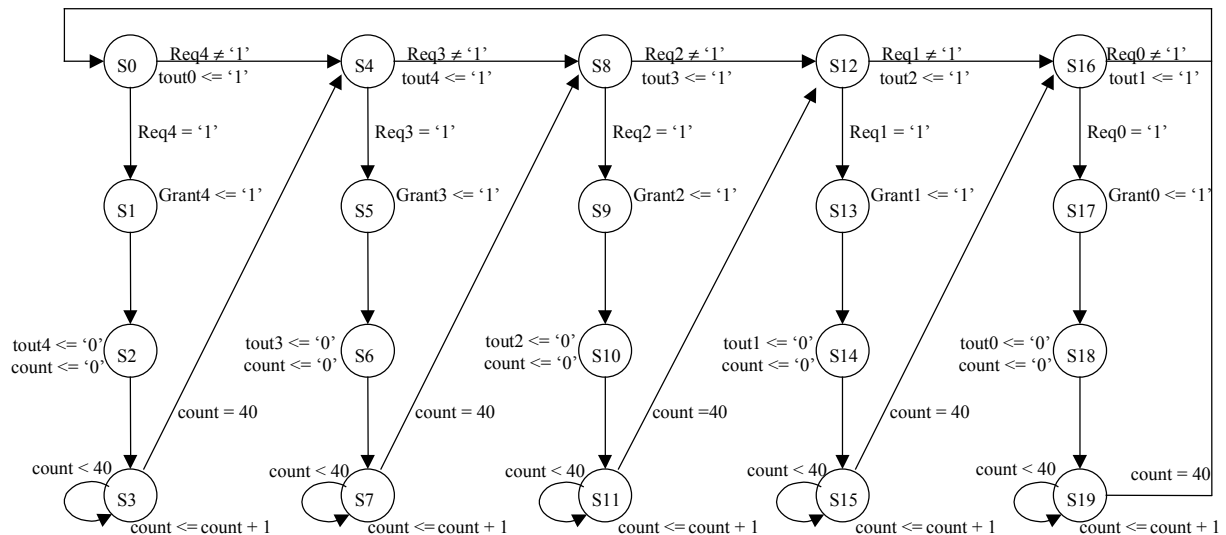 S0
Req4 ≠ ‘1’
tout0 <= ‘1’
S4
Req3 ≠ ‘1’
tout4 <= ‘1’
S8
Req2 ≠ ‘1’
tout3 <= ‘1’
S12
Req1 ≠ ‘1’
tout2 <= ‘1’
S16
Req0 ≠ ‘1’
tout1 <= ‘1’
Req4 = ‘1’
Req3 = ‘1’
Req2 = ‘1’
Req1 = ‘1’
Req0 = ‘1’
S1
Grant4 <= ‘1’
S5
Grant3 <= ‘1’
S9
Grant2 <= ‘1’
S13
Grant1 <= ‘1’
S17
Grant0 <= ‘1’
tout4 <= ‘0’
count <= ‘0’
S2
tout3 <= ‘0’
count <= ‘0’
S6
tout2 <= ‘0’
count <= ‘0’
S10
tout1 <= ‘0’
count <= ‘0’
S14
tout0 <= ‘0’
count <= ‘0’
S18
count = 40
count = 40
count =40
count = 40
count = 40
count < 40
S3
count <= count + 1
count < 40
S7
count <= count + 1
count < 40
S11
count <= count + 1
count < 40
S15
count <= count + 1
count < 40
S19
count <= count + 1